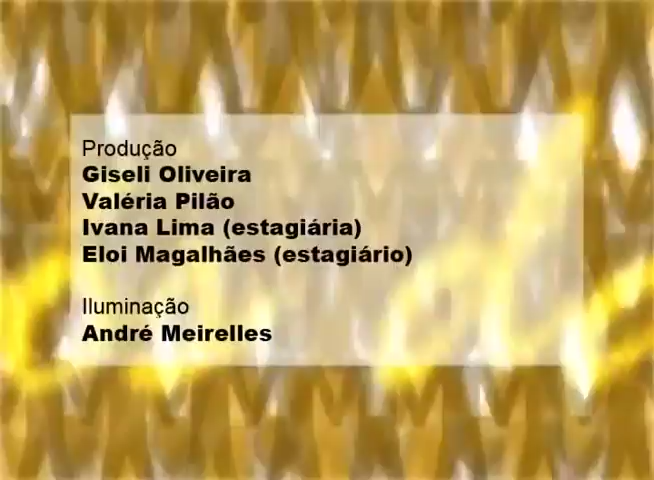 Produção
Giseli Oliveira
Valéria Pilão
Ivana Lima (estagiária)
Eloi Magalhães (estagiário)
Iluminação
André Meirelles